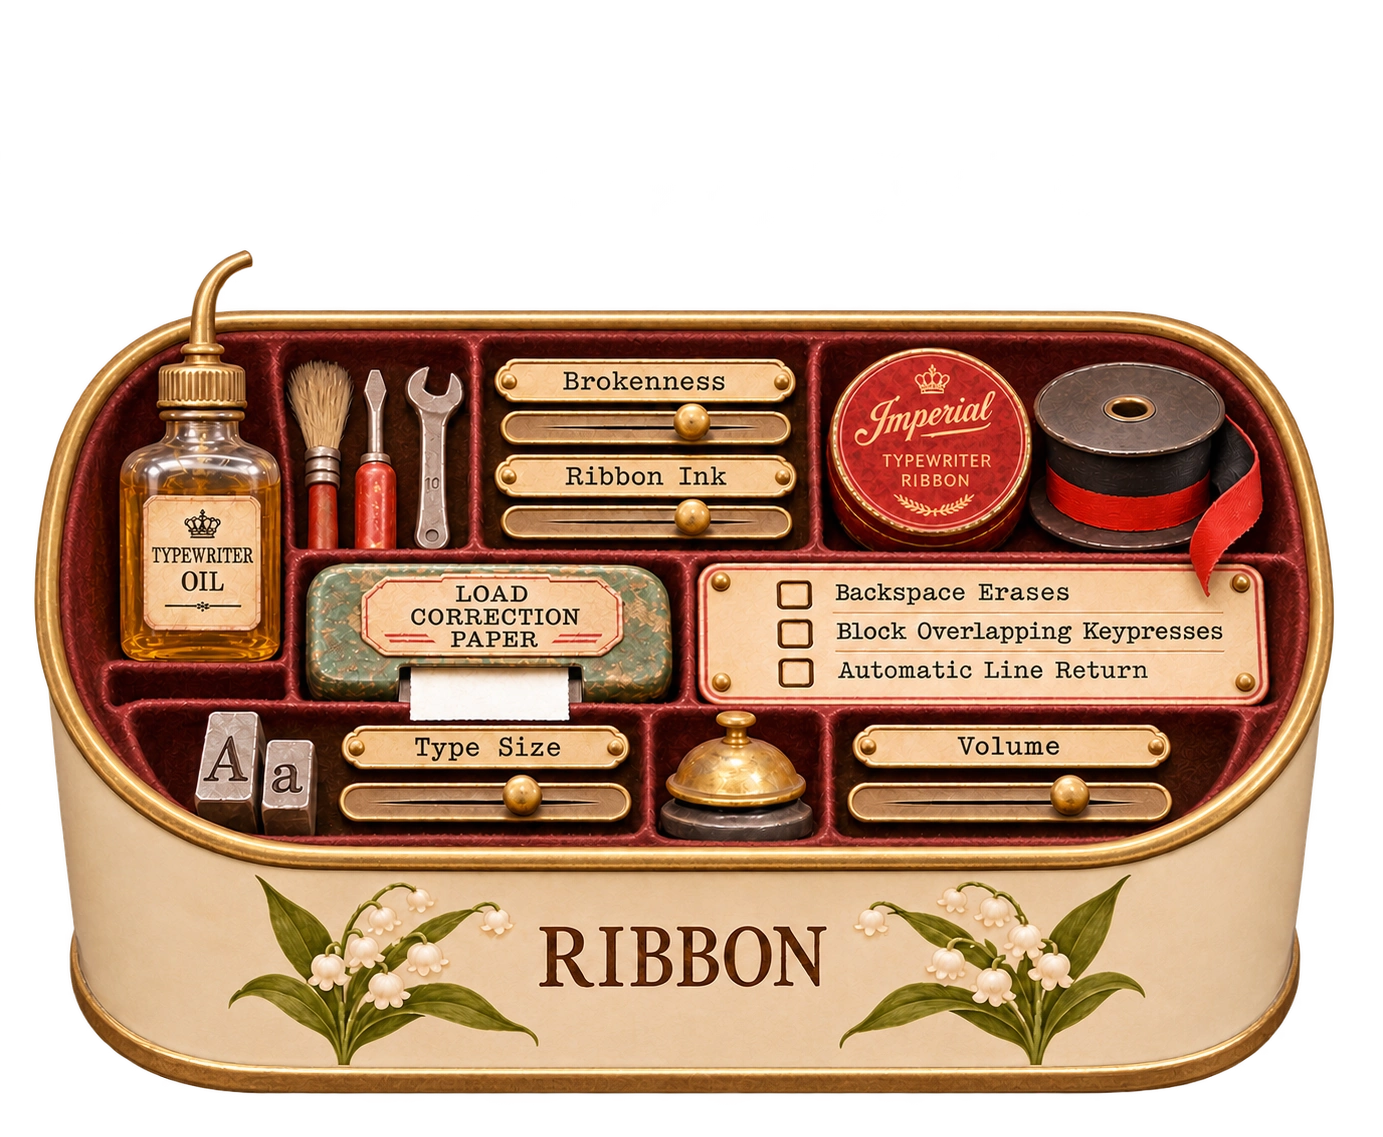 Brokenness
Ribbon Ink
Imperial
TYPEWRITER
RIBBON
10
TYPEWRITER
OIL
LOAD
CORRECTION
PAPER
Backspace Erases
Block Overlapping Keypresses
Automatic Line Return
A
a
Type Size
Volume
RIBBON